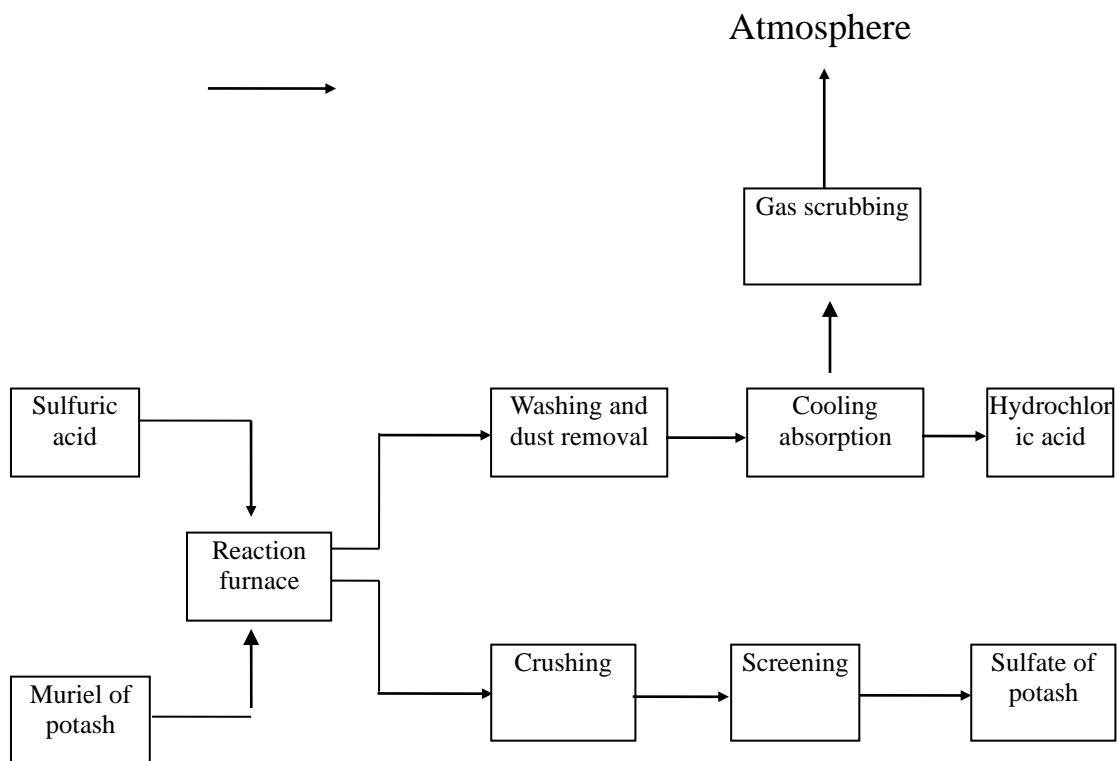 Atmosphere
Gas scrubbing
Sulfuric
acid
Washing and
dust removal
Cooling
absorption
Hydrochlor
ic acid
Reaction
furnace
Muriel of
potash
Crushing
Screening
Sulfate of
potash